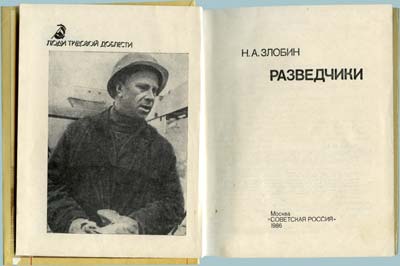 ЛЮДИ ТРУДОВОЙ ДОБЛЕСТИ
Н. А. ЗЛОБИН
РАЗВЕДЧИКИ
Москва
"СОВЕТСКАЯ РОССИЯ"
1986